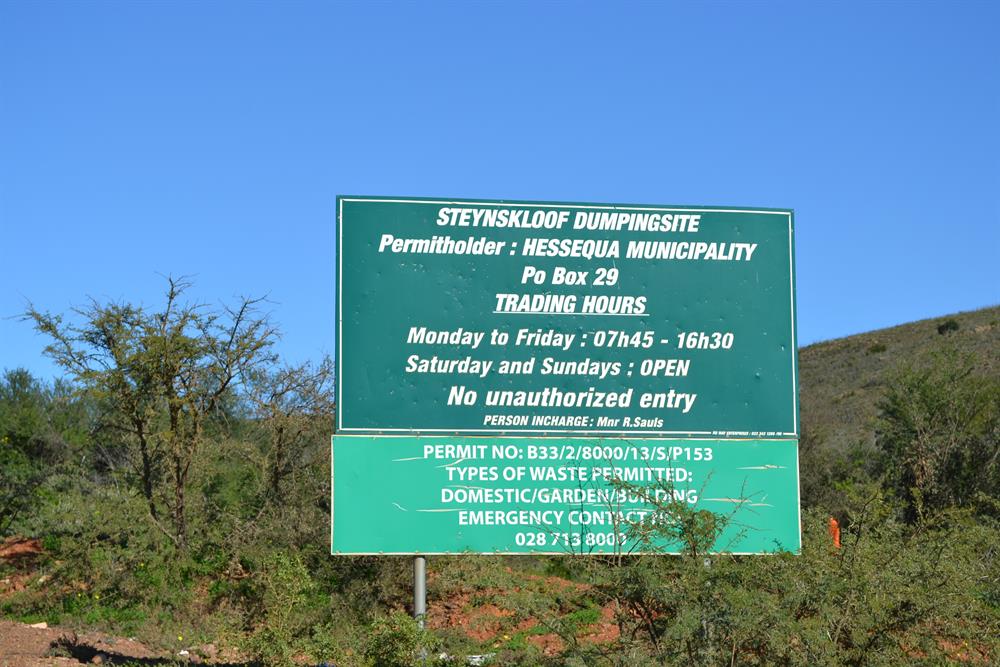 STEYNSKLOOF DUMPINGSITE
Permitholder : HESSEQUA MUNICIPALITY
Po Box 29
TRADING HOURS
Monday to Friday : 07h45 - 16h30
Saturday and Sundays : OPEN
No unauthorized entry
PERSON INCHARGE: Mnr R.Sauls
PERMIT NO: B33/2/8000/13/S/P153
TYPES OF WASTE PERMITTED:
DOMESTIC/GARDEN/BUILDING
EMERGENCY CONTACT
028 713 8000